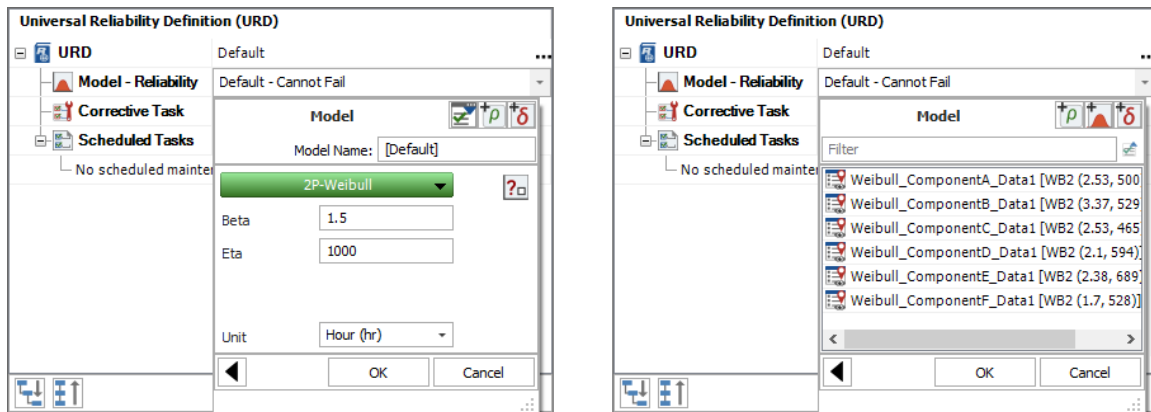 Universal Reliability Definition (URD)
URD Default ...
Model - Reliability Default - Cannot Fail
Corrective Task
Model
Scheduled Tasks
Model Name: [Default]
No scheduled mainte
2P-Weibull
Beta 1.5
Eta 1000
Unit Hour (hr)
OK Cancel
Universal Reliability Definition (URD)
URD Default ..
Model - Reliability Default - Cannot Fail
Corrective Task
Model
Scheduled Tasks
Filter
No scheduled mainte
Weibull_ComponentA_Data1 [WB2 (2.53, 500
Weibull_ComponentB_Data1 [WB2 (3.37, 529
Weibull_ComponentC_Data1 [WB2 (2.53, 465
Weibull_ComponentD_Data1 [WB2 (2.1, 594)]
Weibull_ComponentE_Data1 [WB2 (2.38, 689)
Weibull_ComponentF_Data1 [WB2 (1.7, 528)]
OK Cancel